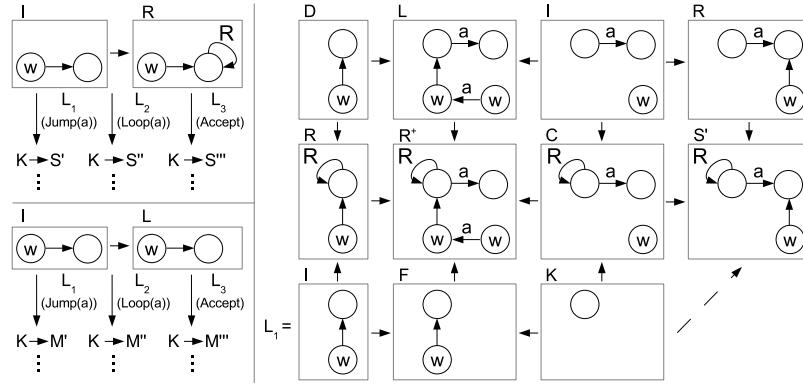 I R
R
w
L1 L2 L3
(Jump(a)) (Loop(a)) (Accept)
K S' K S'' K S'''
I L
w w
L1 L2 L3
(Jump(a)) (Loop(a)) (Accept)
K M' K M'' K M'''
D L I R
a a a
w w a w w w
R R+ C S'
R R a R a R a
w w a w w w
I F K
L1 =
w w